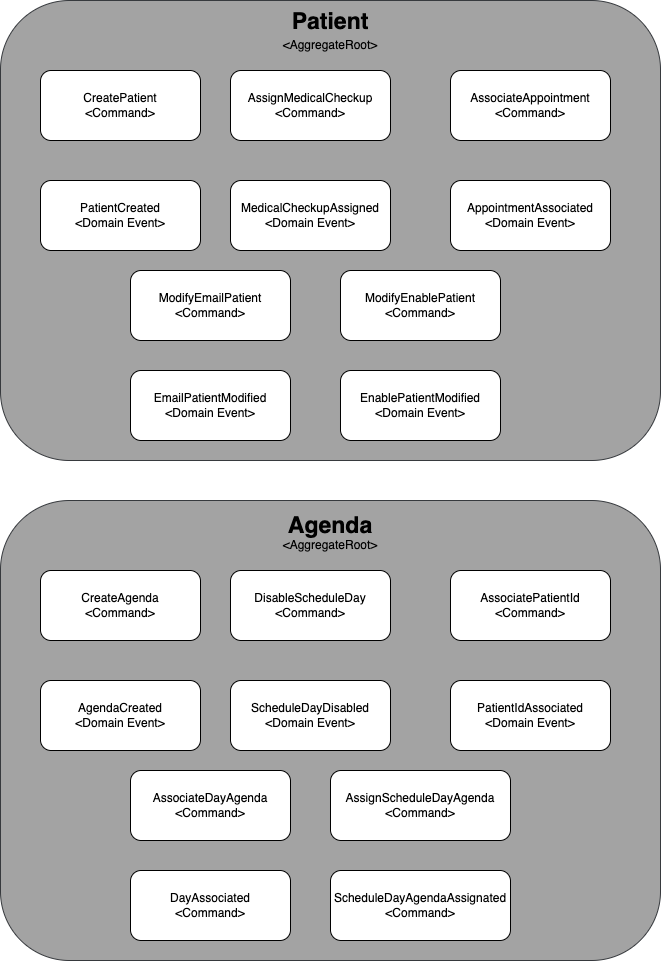 Patient
<AggregateRoot>
CreatePatient
<Command>
AssignMedicalCheckup
<Command>
AssociateAppointment
<Command>
PatientCreated
<Domain Event>
MedicalCheckupAssigned
<Domain Event>
AppointmentAssociated
<Domain Event>
ModifyEmailPatient
<Command>
ModifyEnablePatient
<Command>
EmailPatientModified
<Domain Event>
EnablePatientModified
<Domain Event>
Agenda
<AggregateRoot>
CreateAgenda
<Command>
DisableScheduleDay
<Command>
AssociatePatientId
<Command>
AgendaCreated
<Domain Event>
ScheduleDayDisabled
<Domain Event>
PatientIdAssociated
<Domain Event>
AssociateDayAgenda
<Command>
AssignScheduleDayAgenda
<Command>
DayAssociated
<Command>
ScheduleDayAgendaAssignated
<Command>